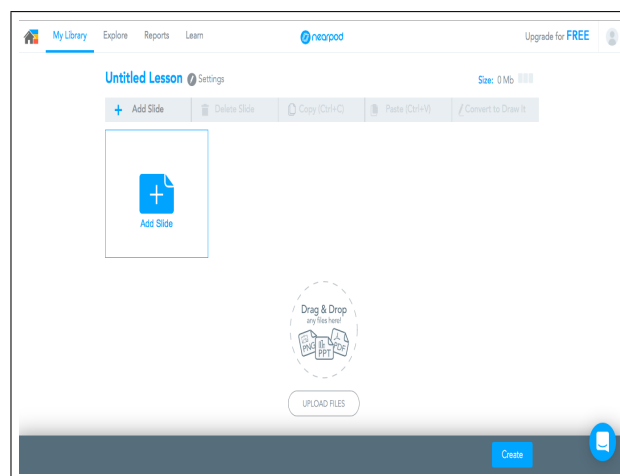 My Library Explore Reports Learn nearpod Upgrade for FREE
Untitled Lesson Settings Size: 0 Mb
+ Add Slide Delete Slide Copy (Ctrl+C) Paste (Ctrl+V) Convert to Draw It
Add Slide
Drag & Drop
any files here!
PNG PPT PDF
UPLOAD FILES
Create